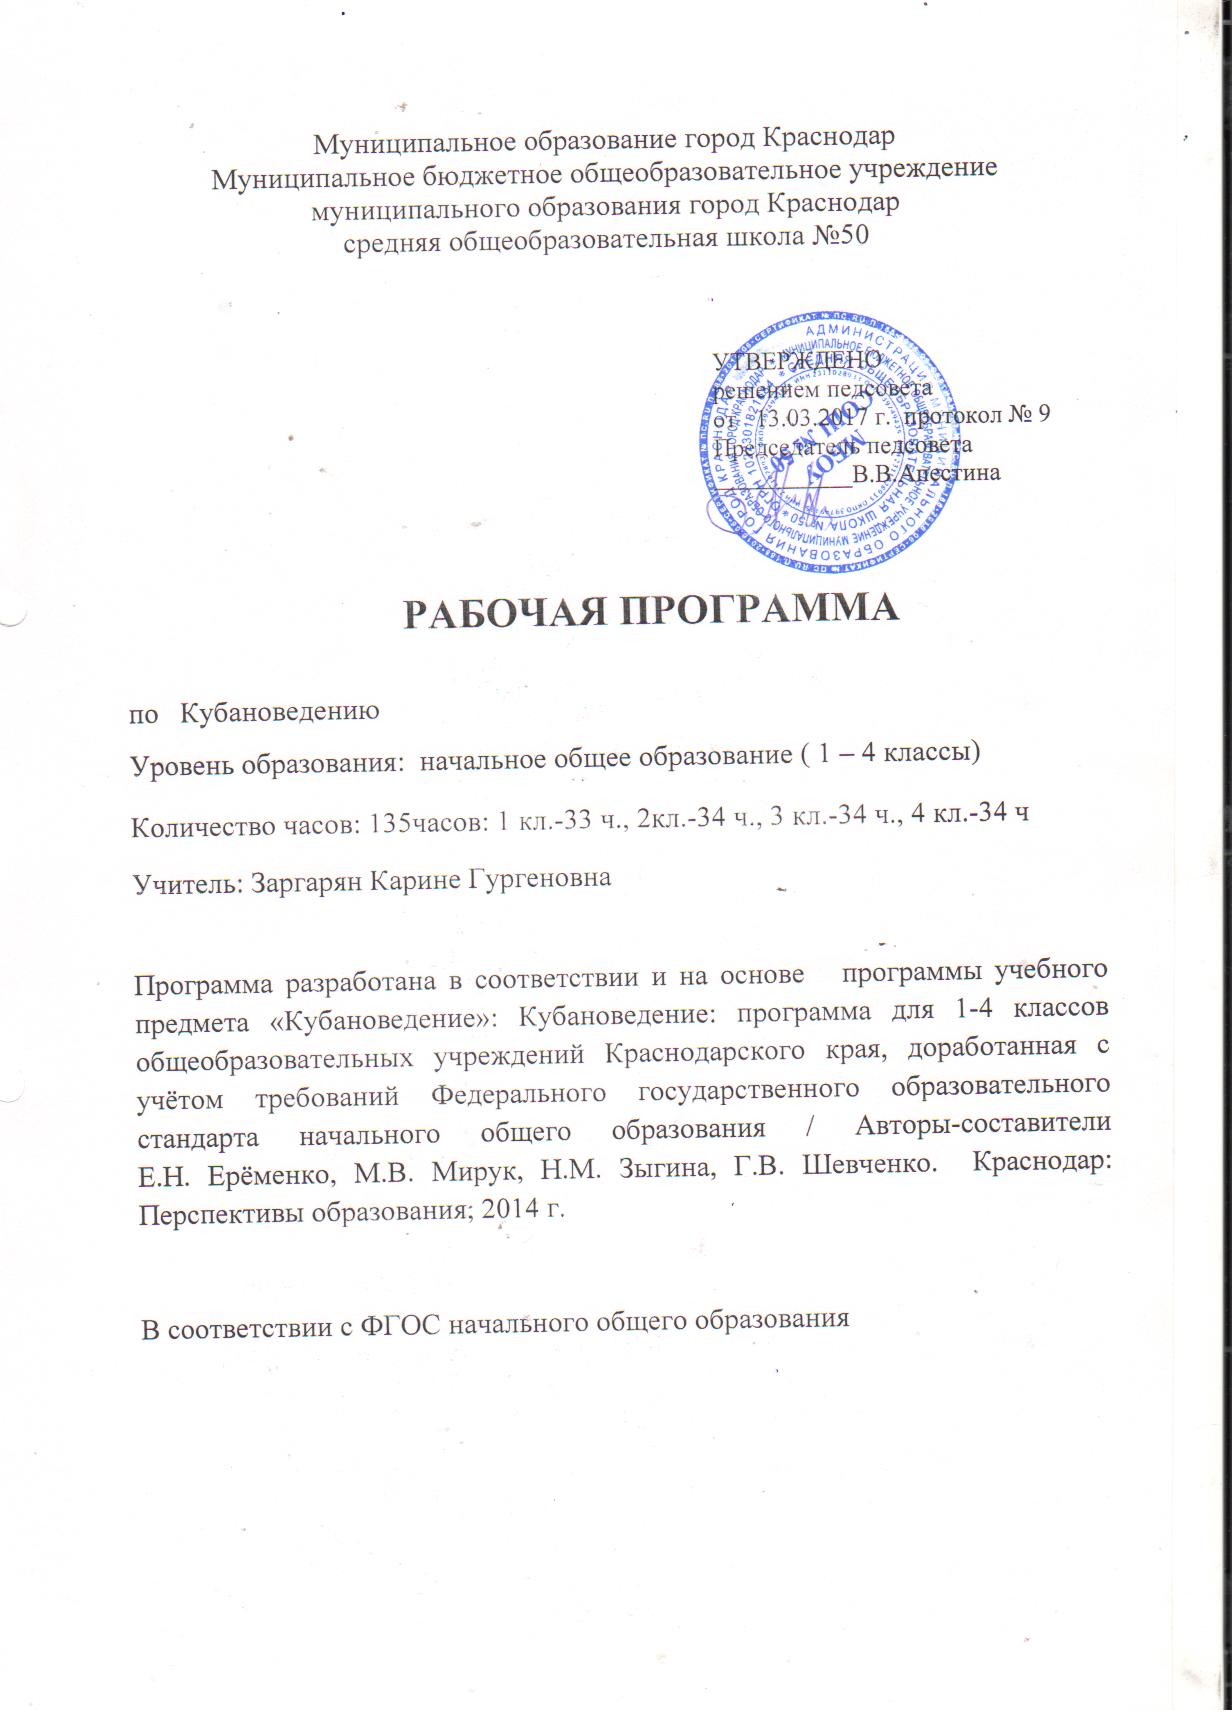 Муниципальное образование город Краснодар
Муниципальное бюджетное общеобразовательное учреждение
муниципального образования город Краснодар
средняя общеобразовательная школа №50
УТВЕРЖДЕНО
решением педсовета
от 13.03.2017 г. протокол № 9
Председатель педсовета
___________В.В.Апестина
МБОУ
СОШ № 50
РАБОЧАЯ ПРОГРАММА
по Кубановедению
Уровень образования: начальное общее образование ( 1 – 4 классы)
Количество часов: 135часов: 1 кл.-33 ч., 2кл.-34 ч., 3 кл.-34 ч., 4 кл.-34 ч
Учитель: Заргарян Карине Гургеновна
Программа разработана в соответствии и на основе программы учебного
предмета «Кубановедение»: Кубановедение: программа для 1-4 классов
общеобразовательных учреждений Краснодарского края, доработанная с
учётом требований Федерального государственного образовательного
стандарта начального общего образования / Авторы-составители
Е.Н. Ерёменко, М.В. Мирук, Н.М. Зыгина, Г.В. Шевченко. Краснодар:
Перспективы образования; 2014 г.
В соответствии с ФГОС начального общего образования